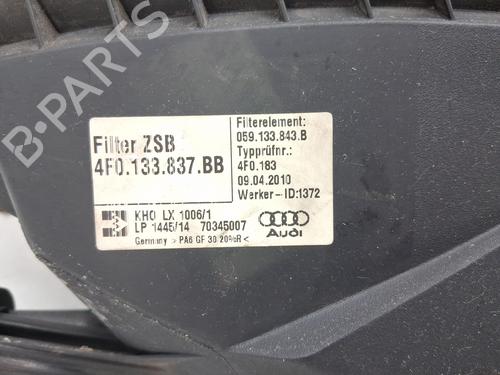 Filter ZSB
4F0.133.837.BB
Filterelement:
059.133.843.B
Typprüfnr.:
4F0.183
09.04.2010
Werker-ID:1372
KHO LX 1006/1
LP 1445/14 70345007
Germany > PA6 GF 30 20%R <
Audi
B-PARTS